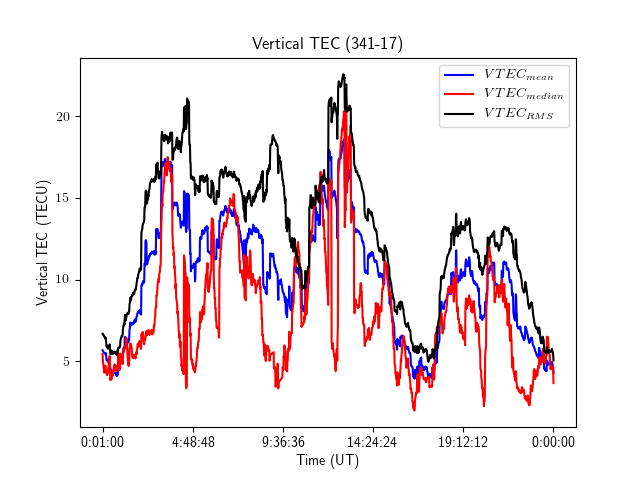 Vertical TEC (341-17)
VTEC_mean
VTEC_median
VTEC_RMS
Vertical TEC (TECU)
20
15
10
5
0:01:00 4:48:48 9:36:36 14:24:24 19:12:12 0:00:00
Time (UT)